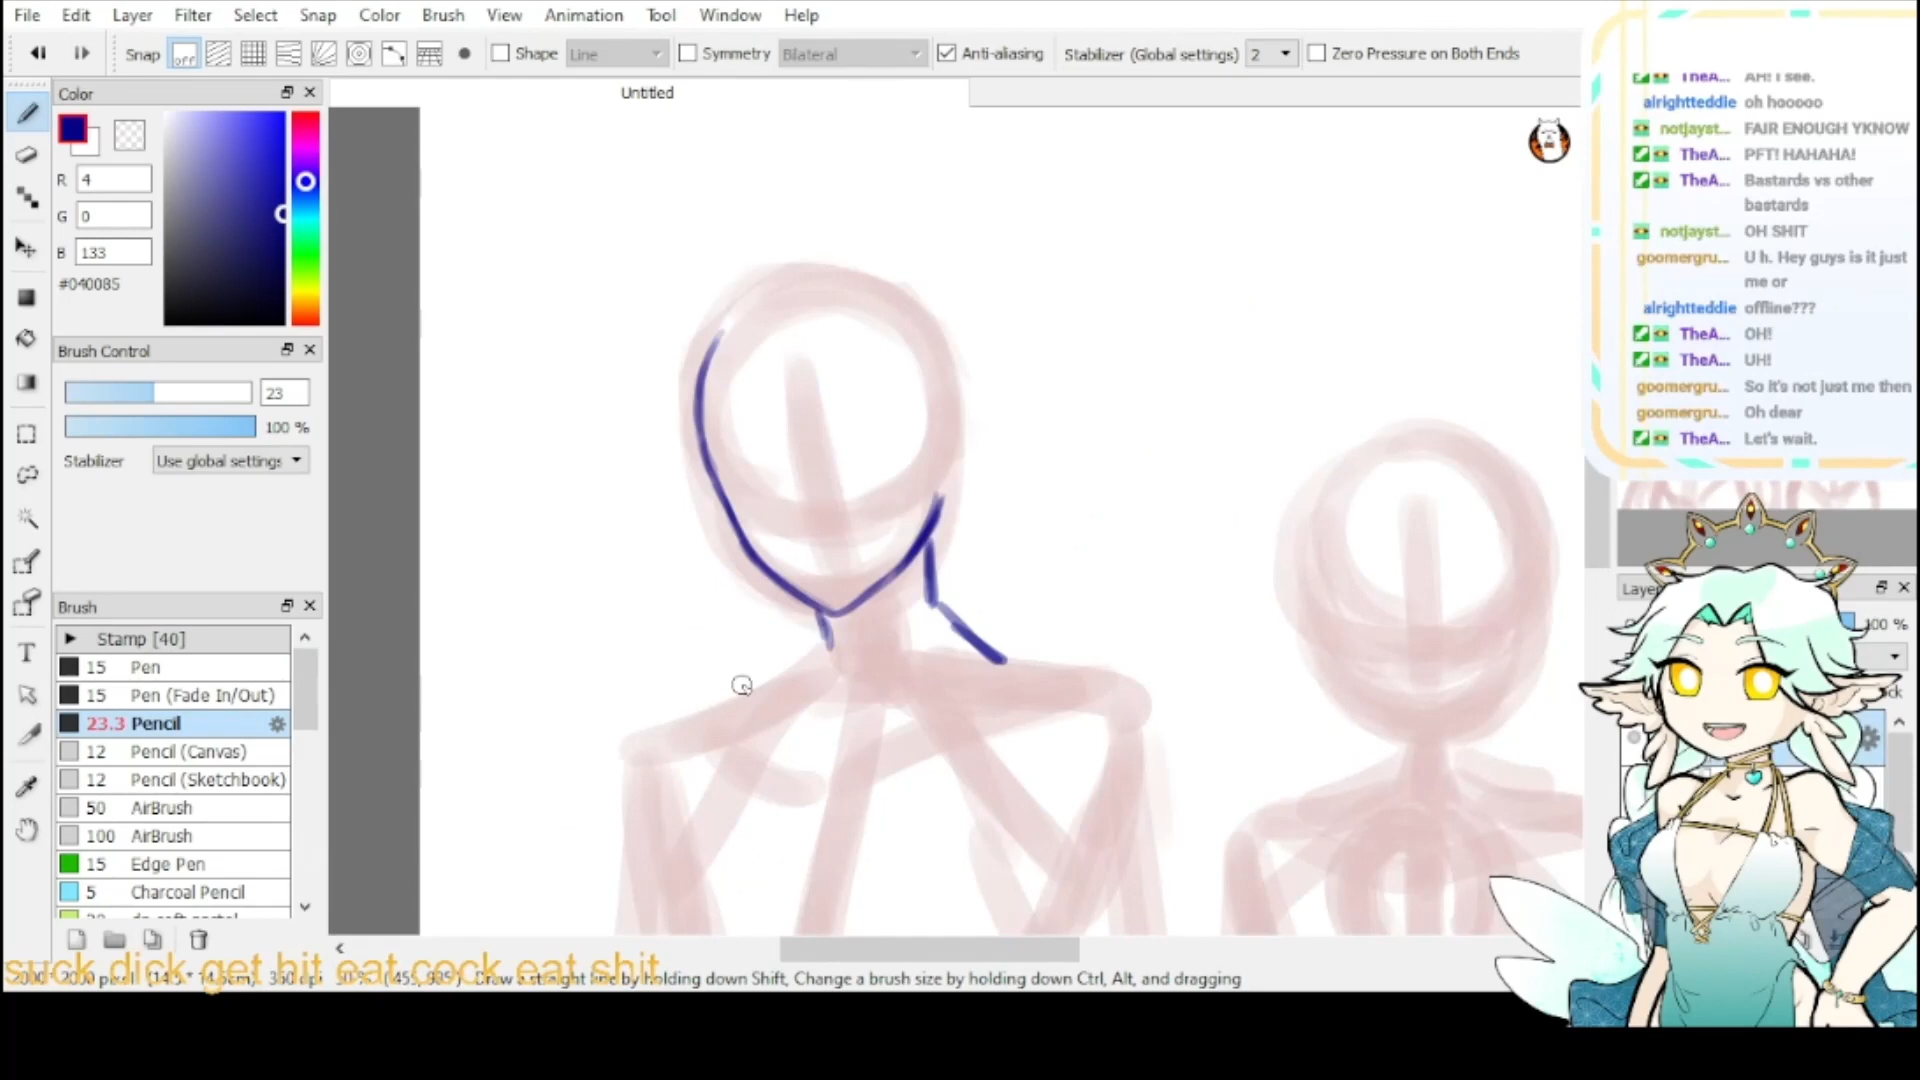 File Edit Layer Filter Select Snap Color Brush View Animation Tool Window Help
Snap off Shape Line Symmetry Bilateral Anti-aliasing Stabilizer (Global settings) 2 Zero Pressure on Both Ends
Color
Untitled
R 4
G 0
B 133
#040085
Brush Control
23
100 %
Stabilizer Use global settings
Brush
Stamp [40]
15 Pen
15 Pen (Fade In/Out)
23.3 Pencil
12 Pencil (Canvas)
12 Pencil (Sketchbook)
50 AirBrush
100 AirBrush
15 Edge Pen
5 Charcoal Pencil
suck dick get hit eat cock eat shit
Draw a straight line by holding down Shift, Change a brush size by holding down Ctrl, Alt, and dragging
TheA... AH! I see.
alrightteddie oh hooooo
notjayst... FAIR ENOUGH YKNOW
TheA... PFT! HAHAHA!
TheA... Bastards vs other
bastards
notjayst... OH SHIT
goomergru... U h. Hey guys is it just
me or
alrightteddie offline???
TheA... OH!
TheA... UH!
goomergru... So it's not just me then
goomergru... Oh dear
TheA... Let's wait.
Laye
100 %